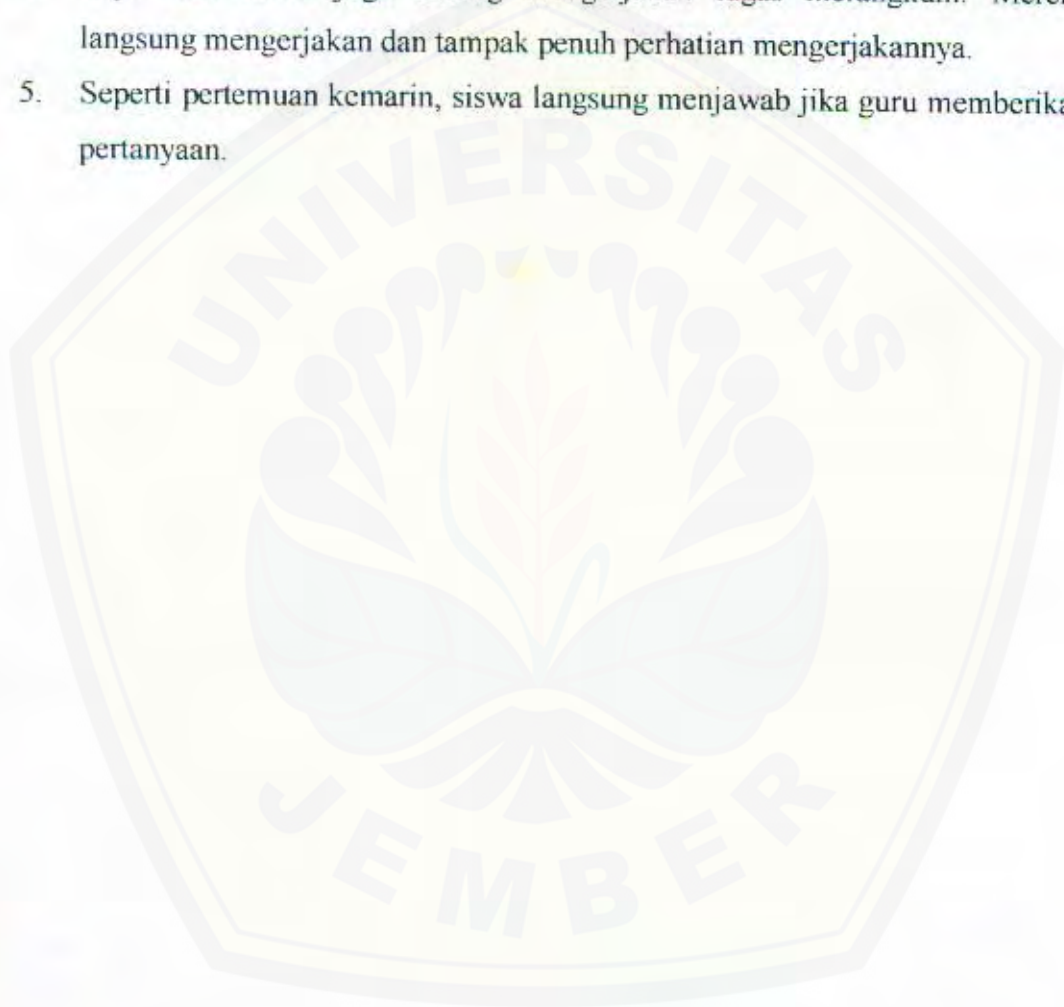 langsung mengerjakan dan tampak penuh perhatian mengerjakannya.
5. Seperti pertemuan kemarin, siswa langsung menjawab jika guru memberika
pertanyaan.
UNIVERSITAS
JEMBER